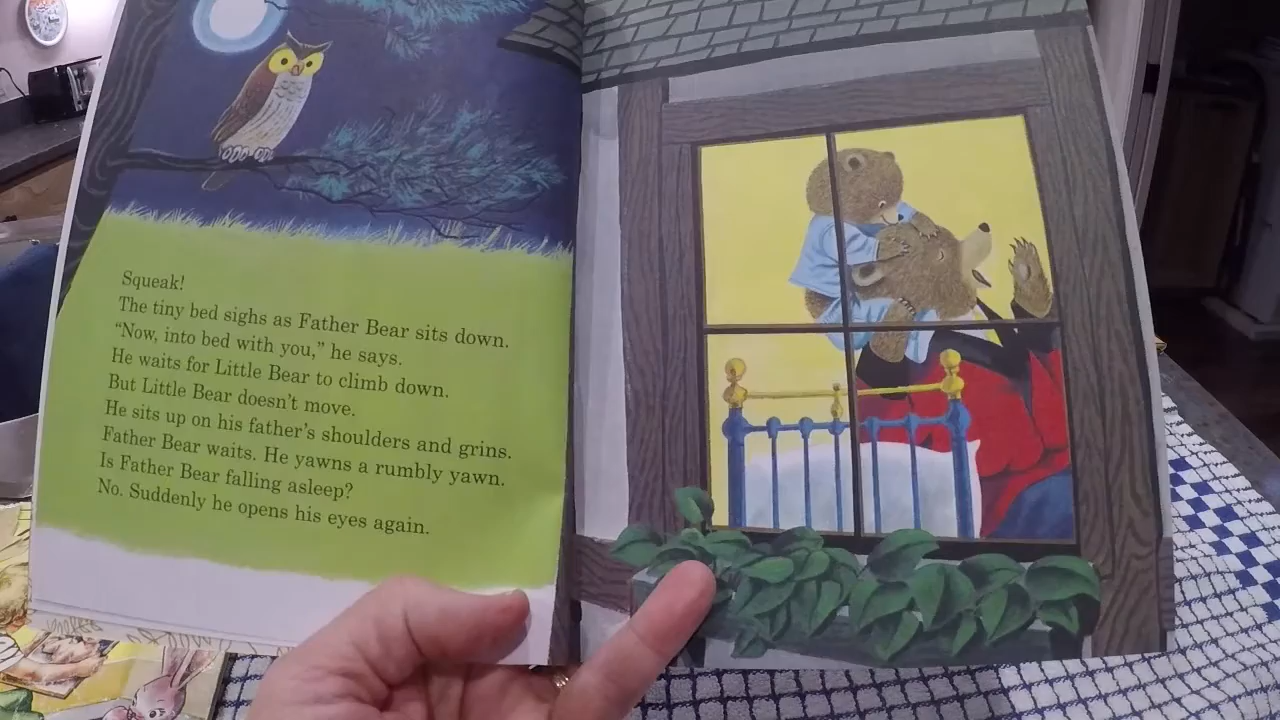 Squeak!
The tiny bed sighs as Father Bear sits down.
“Now, into bed with you,” he says.
He waits for Little Bear to climb down.
But Little Bear doesn’t move.
He sits up on his father’s shoulders and grins.
Father Bear waits. He yawns a rumbly yawn.
Is Father Bear falling asleep?
No. Suddenly he opens his eyes again.